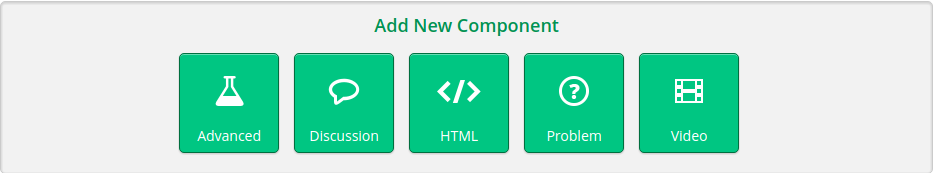 Add New Component
Advanced
Discussion
HTML
Problem
Video